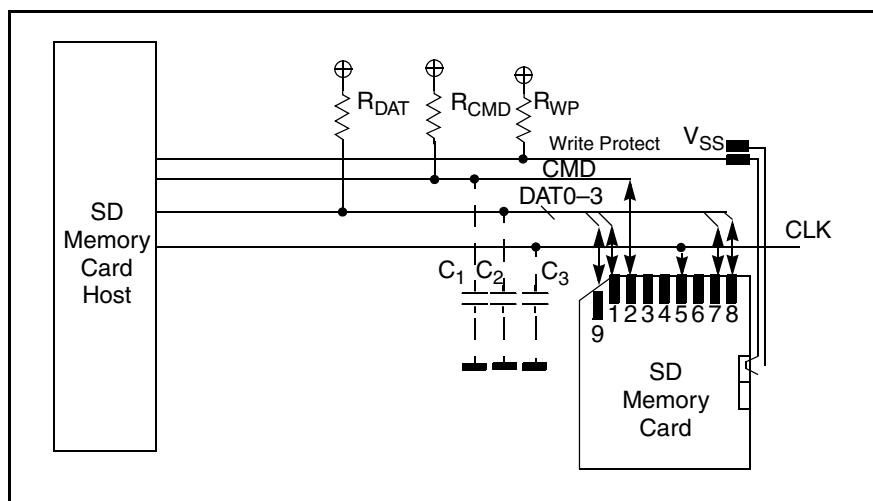 R_DAT
R_CMD
R_WP
Write Protect
V_SS
CMD
DAT0–3
CLK
SD
Memory
Card
Host
C_1
C_2
C_3
9
1
2
3
4
5
6
7
8
SD
Memory
Card